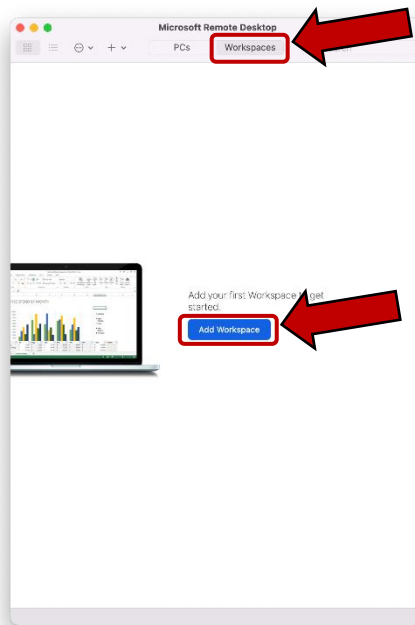 Microsoft Remote Desktop
PCs
Workspaces
Add your first Workspace to get
started.
Add Workspace